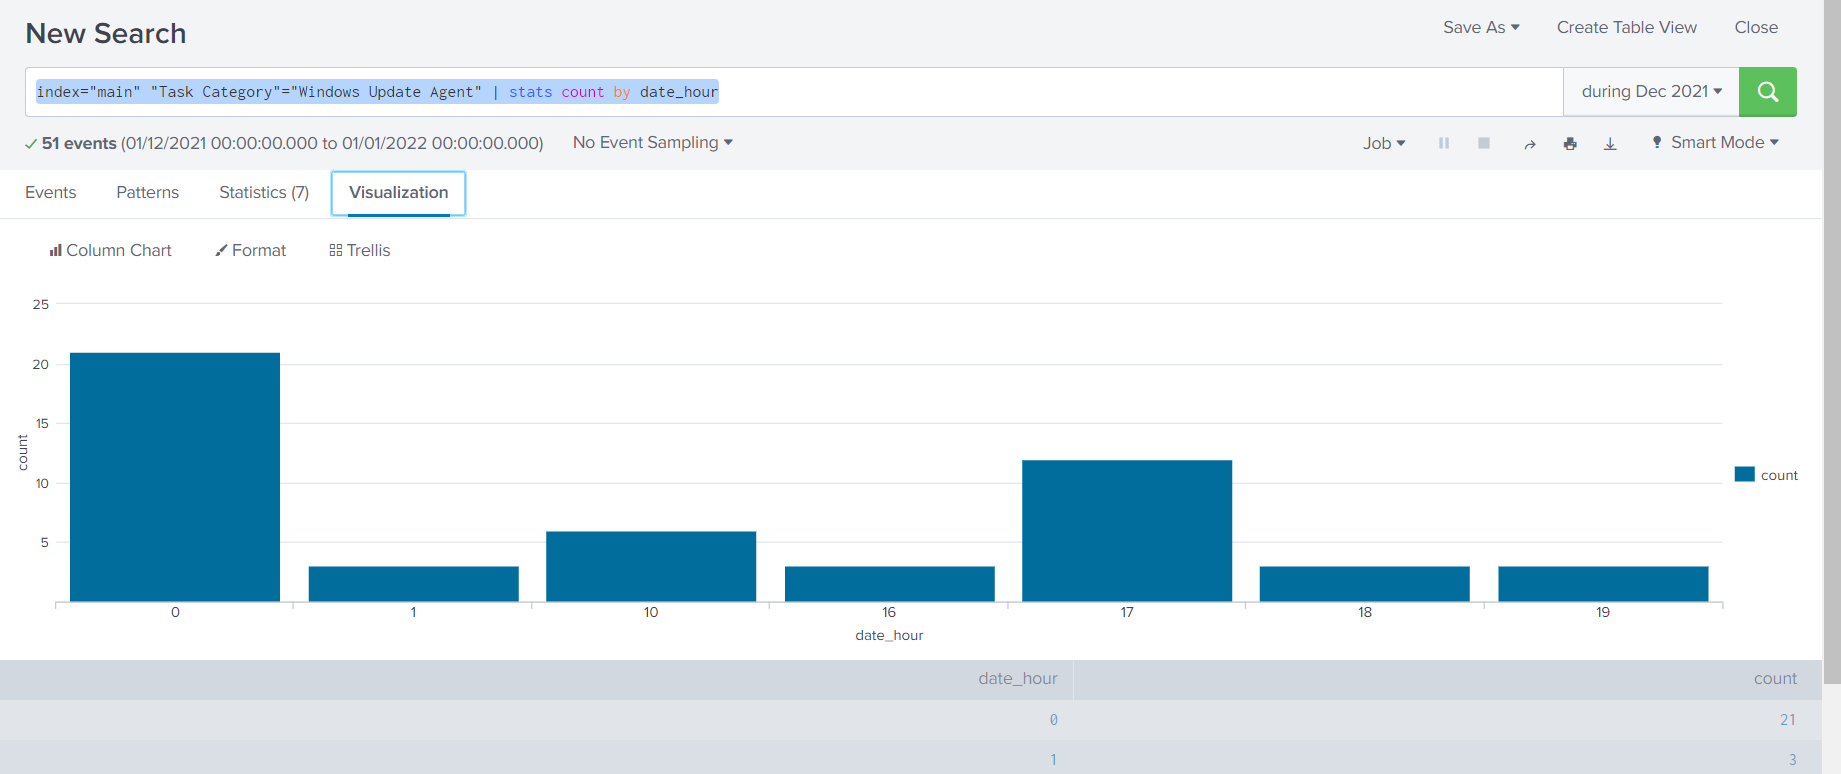 New Search
Save As
Create Table View
Close
index="main" "Task Category"="Windows Update Agent" | stats count by date_hour
during Dec 2021
51 events (01/12/2021 00:00:00.000 to 01/01/2022 00:00:00.000)
No Event Sampling
Job
Smart Mode
Events
Patterns
Statistics (7)
Visualization
Column Chart
Format
Trellis
25
20
15
10
5
count
0
1
10
16
17
18
19
date_hour
count
date_hour count
0 21
1 3